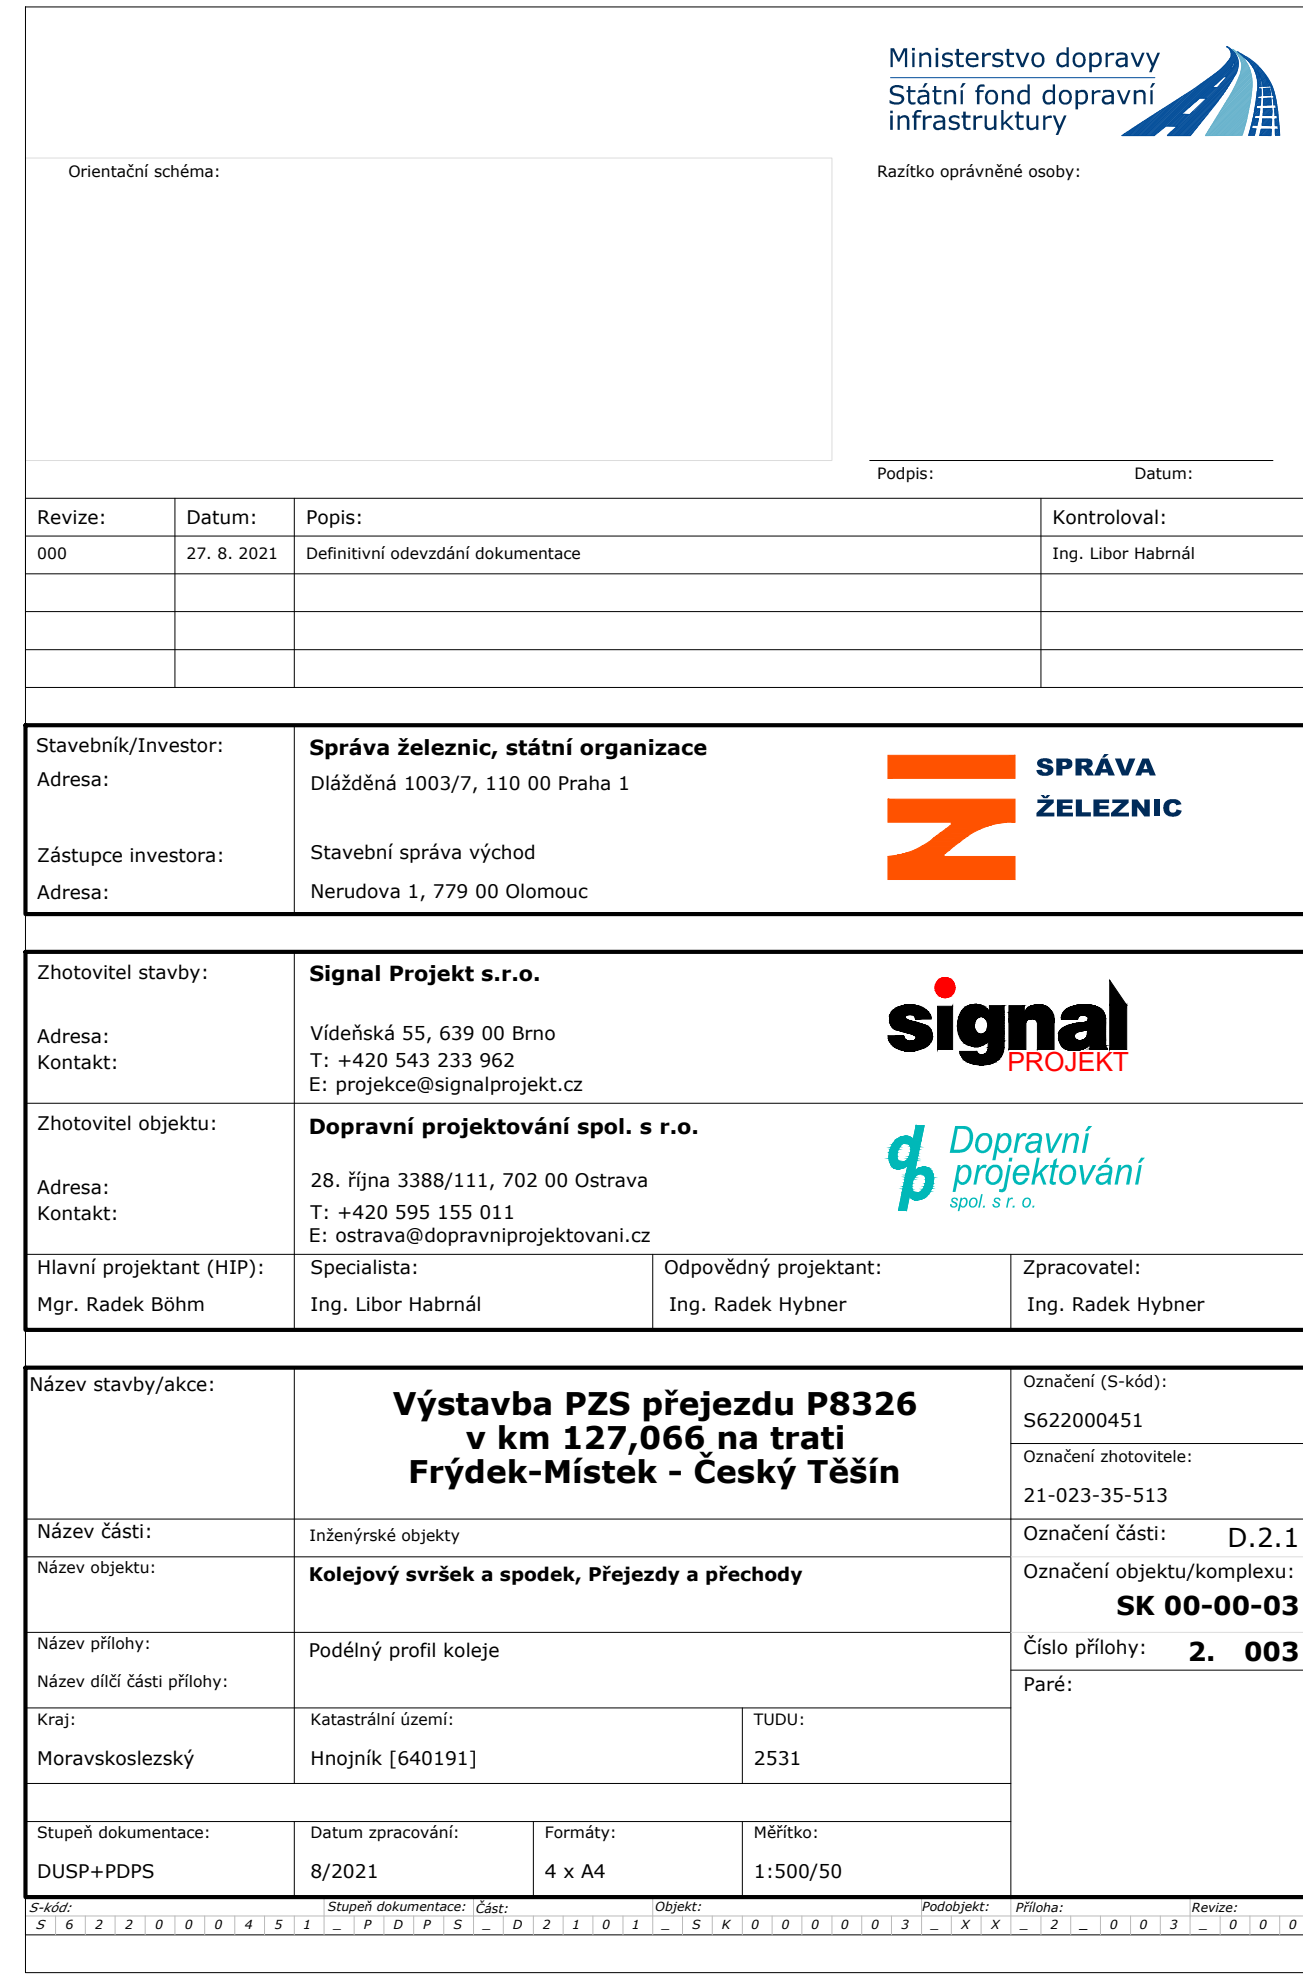 Ministerstvo dopravy
Státní fond dopravní
infrastruktury
Orientační schéma:
Razítko oprávněné osoby:
Podpis: Datum:
Revize: Datum: Popis: Kontroloval:
000 27. 8. 2021 Definitivní odevzdání dokumentace Ing. Libor Habrnál
Stavebník/Investor: Správa železnic, státní organizace
Adresa: Dlážděná 1003/7, 110 00 Praha 1
SPRÁVA
ŽELEZNIC
Zástupce investora: Stavební správa východ
Adresa: Nerudova 1, 779 00 Olomouc
Zhotovitel stavby: Signal Projekt s.r.o.
signal
PROJEKT
Adresa: Vídeňská 55, 639 00 Brno
Kontakt: T: +420 543 233 962
E: projekce@signalprojekt.cz
Zhotovitel objektu: Dopravní projektování spol. s r.o.
dp Dopravní
projektování
spol. s r. o.
Adresa: 28. října 3388/111, 702 00 Ostrava
Kontakt: T: +420 595 155 011
E: ostrava@dopravniprojektovani.cz
Hlavní projektant (HIP): Specialista: Odpovědný projektant: Zpracovatel:
Mgr. Radek Böhm Ing. Libor Habrnál Ing. Radek Hybner Ing. Radek Hybner
Název stavby/akce:
Výstavba PZS přejezdu P8326
v km 127,066 na trati
Frýdek-Místek - Český Těšín
Označení (S-kód):
S622000451
Označení zhotovitele:
21-023-35-513
Název části: Inženýrské objekty Označení části: D.2.1
Název objektu: Kolejový svršek a spodek, Přejezdy a přechody Označení objektu/komplexu:
SK 00-00-03
Název přílohy: Podélný profil koleje Číslo přílohy: 2. 003
Název dílčí části přílohy: Paré:
Kraj: Katastrální území: TUDU:
Moravskoslezský Hnojník [640191] 2531
Stupeň dokumentace: Datum zpracování: Formáty: Měřítko:
DUSP+PDPS 8/2021 4 x A4 1:500/50
S-kód: Stupeň dokumentace: Část: Objekt: Podobjekt: Příloha: Revize:
S 6 2 2 0 0 0 4 5 1 _ P D P S _ D 2 1 0 1 _ S K 0 0 0 0 0 3 _ X X _ 2 _ 0 0 3 _ 0 0 0